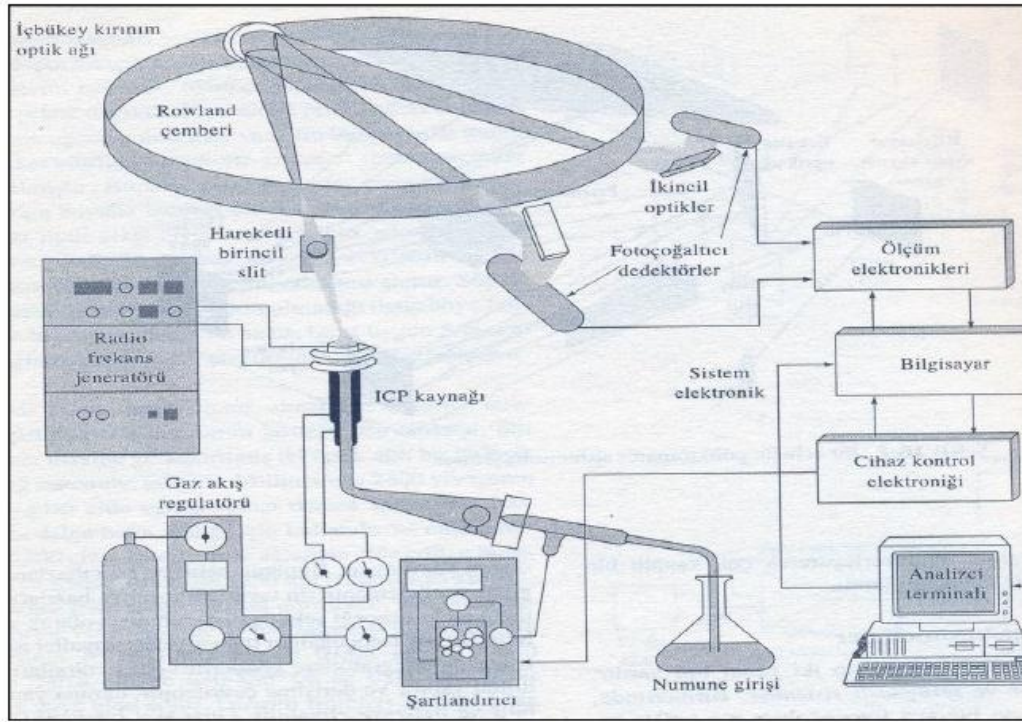 İçbükey kırınım
optik ağı
Rowland
çemberi
İkincil
optikler
Hareketli
birincil
slit
Fotoçoğaltıcı
dedektörler
Ölçüm
elektronikleri
Radio
frekans
jeneratörü
ICP kaynağı
Sistem
elektronik
Bilgisayar
Cihaz kontrol
elektroniği
Gaz akış
regülatörü
Analizci
terminali
Numune girişi
Şartlandırıcı